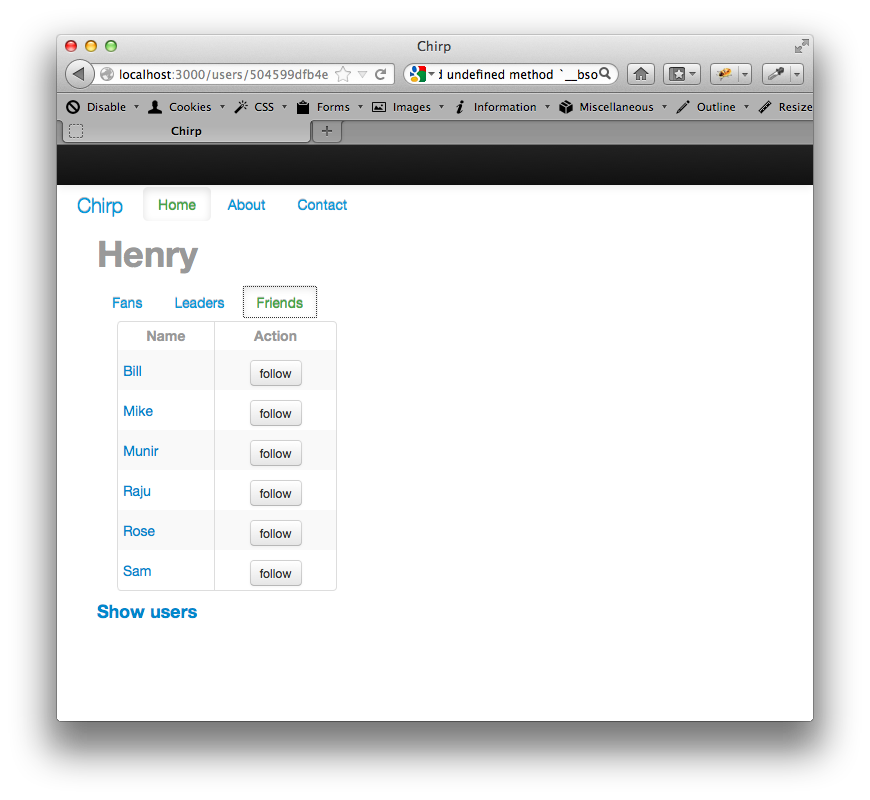 Chirp
localhost:3000/users/504599dfb4e
d undefined method `__bso
Disable Cookies CSS Forms Images Information Miscellaneous Outline Resize
Chirp
Chirp Home About Contact
Henry
Fans Leaders Friends
Name Action
Bill follow
Mike follow
Munir follow
Raju follow
Rose follow
Sam follow
Show users